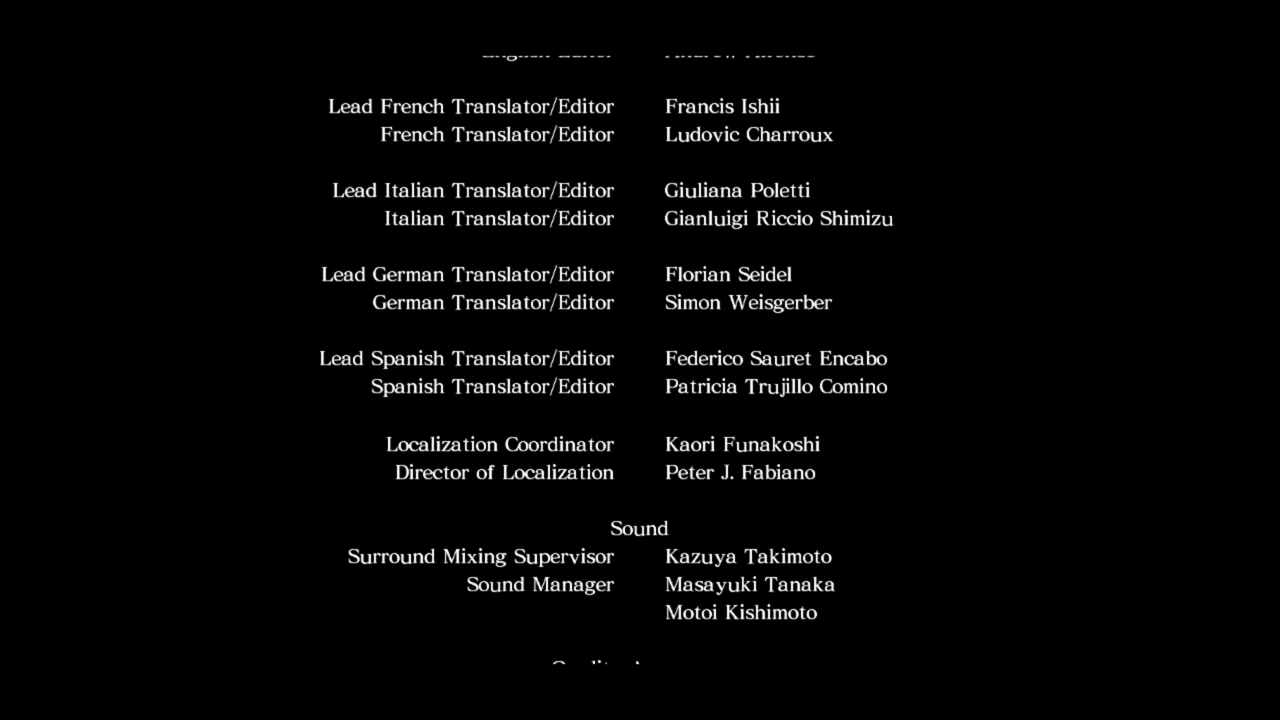 English Editor
Lead French Translator/Editor Francis Ishii
French Translator/Editor Ludovic Charroux
Lead Italian Translator/Editor Giuliana Poletti
Italian Translator/Editor Gianluigi Riccio Shimizu
Lead German Translator/Editor Florian Seidel
German Translator/Editor Simon Weisgerber
Lead Spanish Translator/Editor Federico Sauret Encabo
Spanish Translator/Editor Patricia Trujillo Comino
Localization Coordinator Kaori Funakoshi
Director of Localization Peter J. Fabiano
Sound
Surround Mixing Supervisor Kazuya Takimoto
Sound Manager Masayuki Tanaka
Motoi Kishimoto